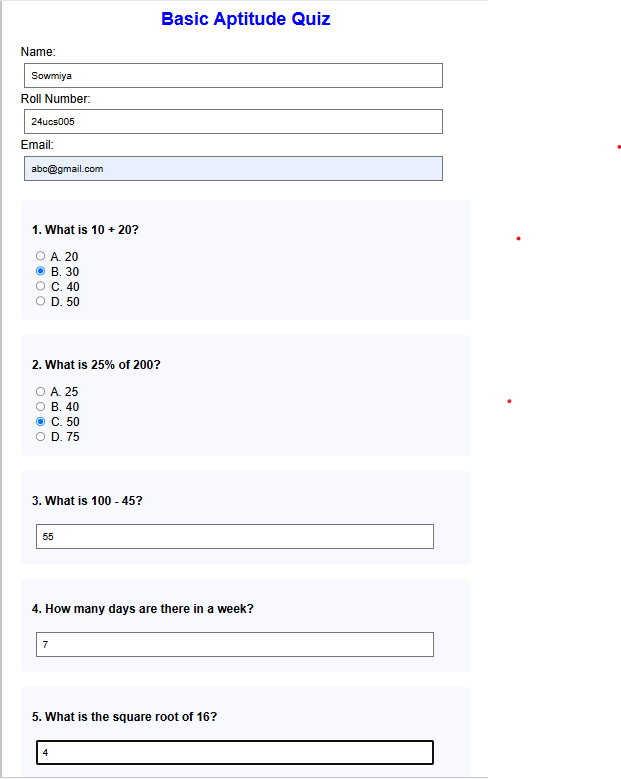 Basic Aptitude Quiz
Name:
Sowmiya
Roll Number:
24ucs005
Email:
abc@gmail.com
1. What is 10 + 20?
A. 20
B. 30
C. 40
D. 50
2. What is 25% of 200?
A. 25
B. 40
C. 50
D. 75
3. What is 100 - 45?
55
4. How many days are there in a week?
7
5. What is the square root of 16?
4